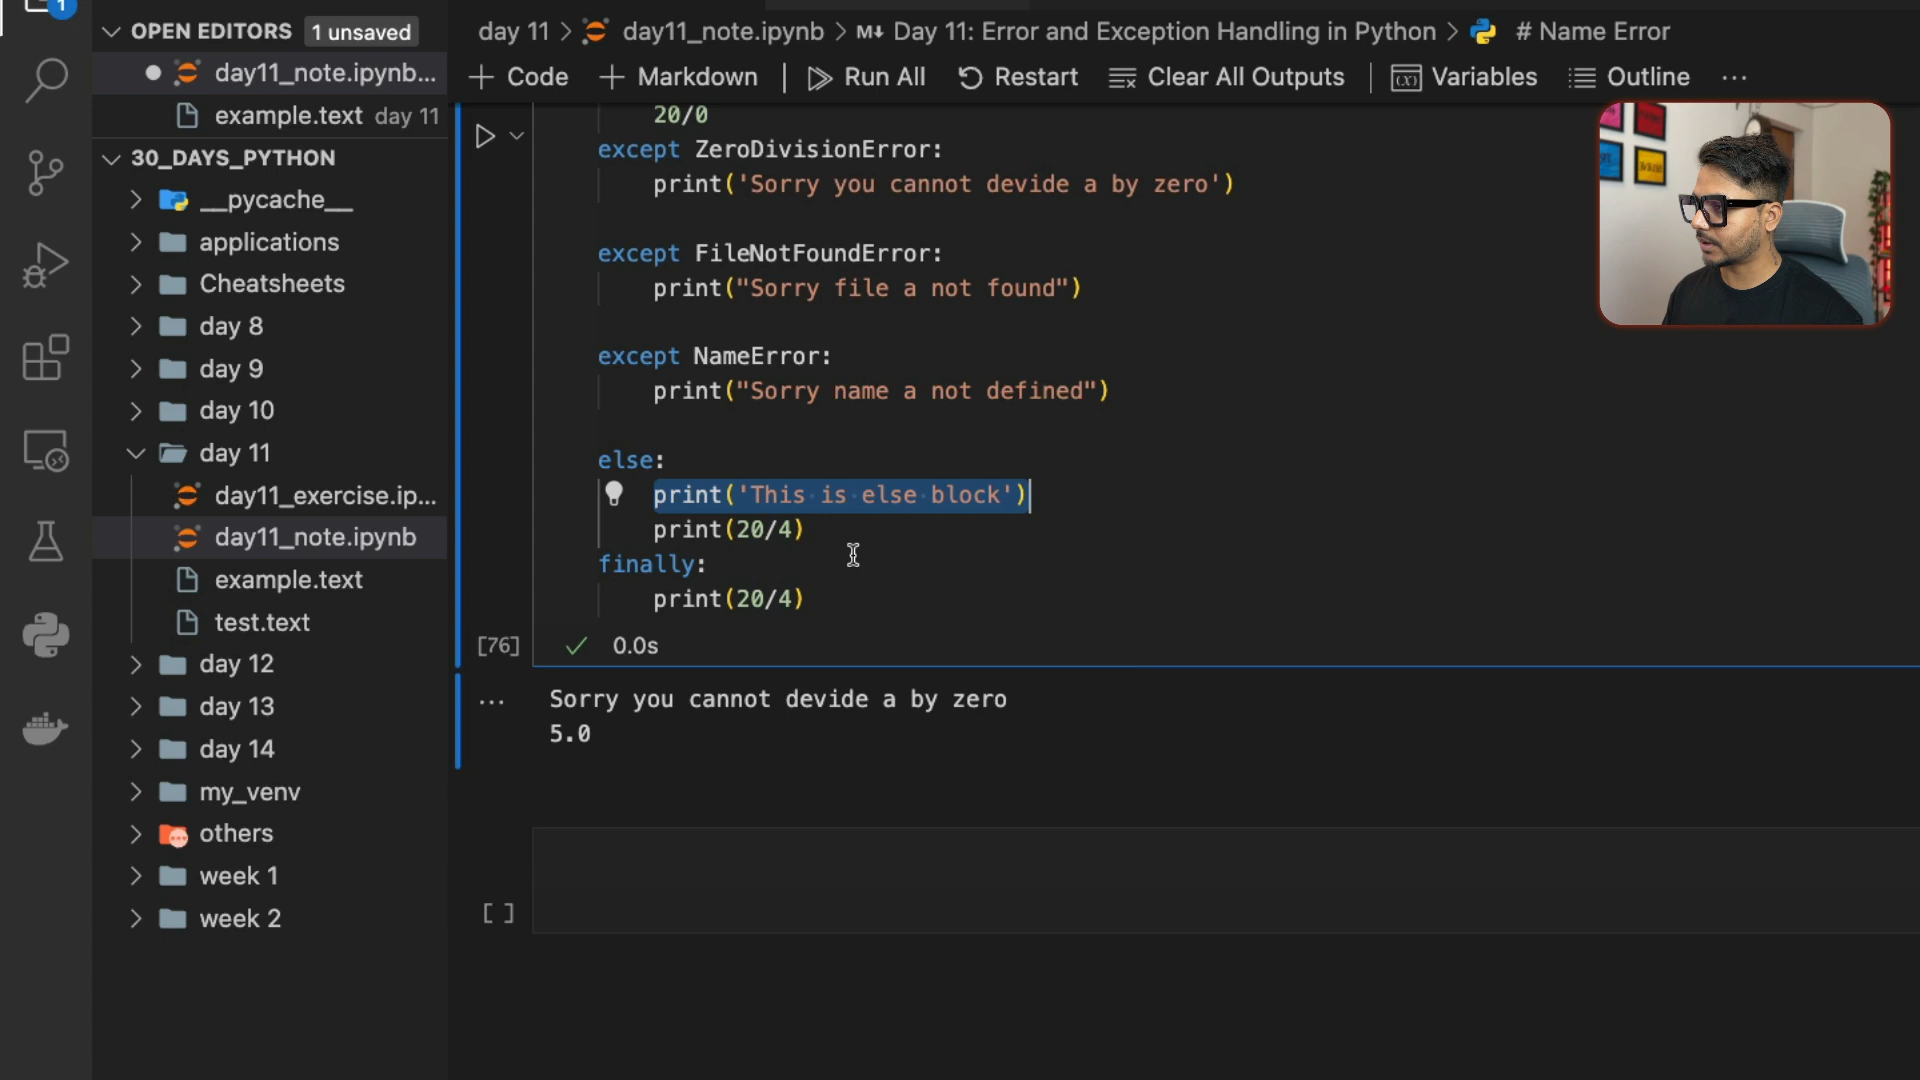 1
OPEN EDITORS 1 unsaved
day11_note.ipynb...
example.text day 11
30_DAYS_PYTHON
__pycache__
applications
Cheatsheets
day 8
day 9
day 10
day 11
day11_exercise.ip...
day11_note.ipynb
example.text
test.text
day 12
day 13
day 14
my_venv
others
week 1
week 2
day 11 > day11_note.ipynb > M↓ Day 11: Error and Exception Handling in Python > # Name Error
+ Code + Markdown | Run All Restart Clear All Outputs | Variables Outline ...
20/0
except ZeroDivisionError:
print('Sorry you cannot devide a by zero')
except FileNotFoundError:
print("Sorry file a not found")
except NameError:
print("Sorry name a not defined")
else:
print('This is else block')
print(20/4)
finally:
print(20/4)
[76] ✓ 0.0s
... Sorry you cannot devide a by zero
5.0
[ ]